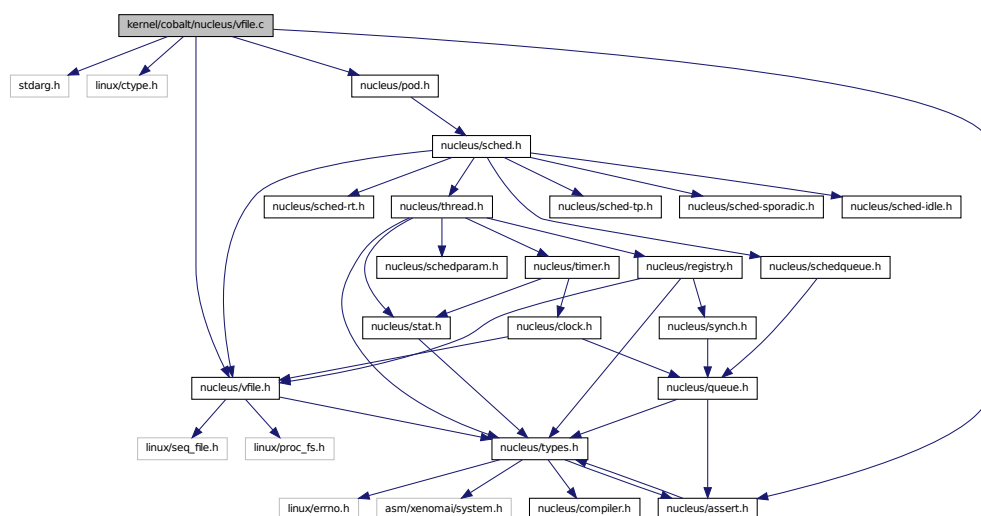 kernel/cobalt/nucleus/vfile.c
stdarg.h
linux/ctype.h
nucleus/pod.h
nucleus/sched.h
nucleus/sched-rt.h
nucleus/thread.h
nucleus/sched-tp.h
nucleus/sched-sporadic.h
nucleus/sched-idle.h
nucleus/schedparam.h
nucleus/timer.h
nucleus/registry.h
nucleus/schedqueue.h
nucleus/stat.h
nucleus/clock.h
nucleus/synch.h
nucleus/vfile.h
nucleus/queue.h
linux/seq_file.h
linux/proc_fs.h
nucleus/types.h
linux/errno.h
asm/xenomai/system.h
nucleus/compiler.h
nucleus/assert.h